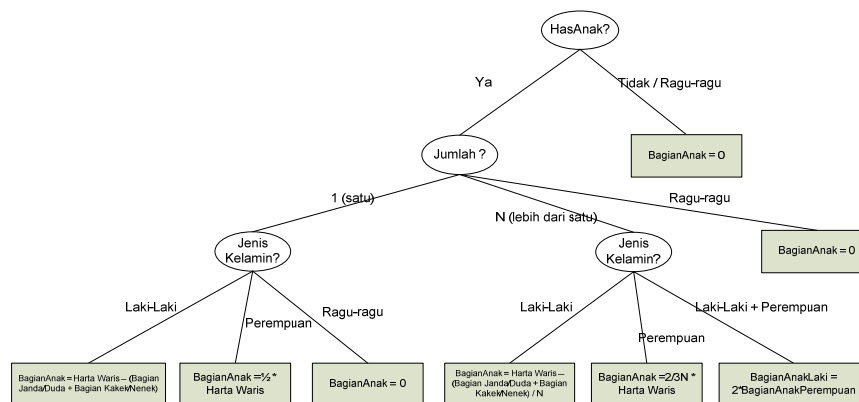 HasAnak?
Ya
Tidak / Ragu-ragu
Jumlah ?
BagianAnak = 0
1 (satu)
N (lebih dari satu)
Ragu-ragu
Jenis
Kelamin?
Jenis
Kelamin?
BagianAnak = 0
Laki-Laki
Perempuan
Ragu-ragu
Laki-Laki
Perempuan
Laki-Laki + Perempuan
BagianAnak = Harta Waris – (Bagian
Janda/Duda + Bagian Kakek/Nenek)
BagianAnak =½ *
Harta Waris
BagianAnak = 0
BagianAnak = Harta Waris –
(Bagian Janda/Duda + Bagian
Kakek/Nenek) / N
BagianAnak =2/3N *
Harta Waris
BagianAnakLaki =
2*BagianAnakPerempuan